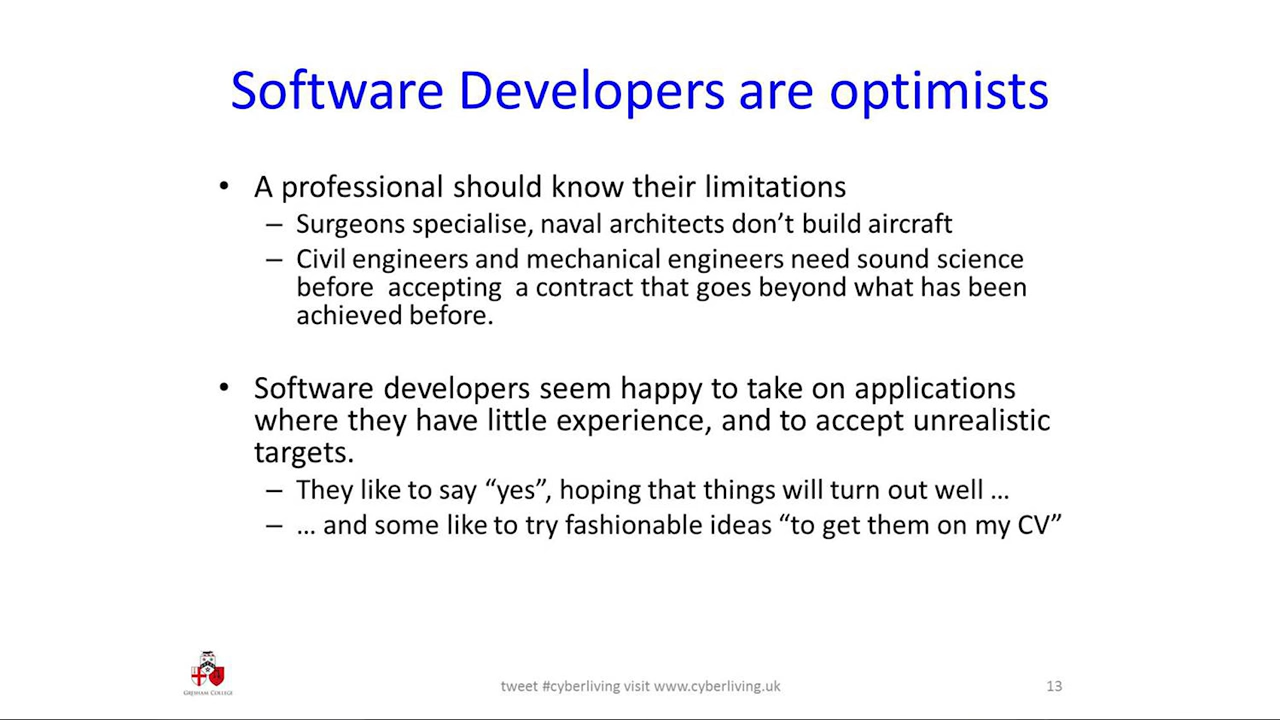 Software Developers are optimists
• A professional should know their limitations
– Surgeons specialise, naval architects don’t build aircraft
– Civil engineers and mechanical engineers need sound science
before accepting a contract that goes beyond what has been
achieved before.
• Software developers seem happy to take on applications
where they have little experience, and to accept unrealistic
targets.
– They like to say “yes”, hoping that things will turn out well …
– … and some like to try fashionable ideas “to get them on my CV”
GRESHAM COLLEGE
tweet #cyberliving visit www.cyberliving.uk
13